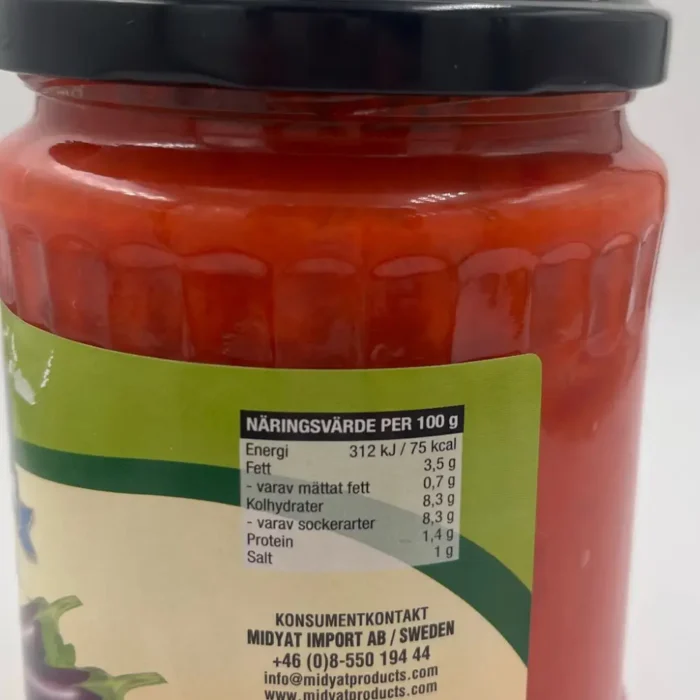 NÄRINGSVÄRDE PER 100 g
Energi 312 kJ / 75 kcal
Fett 3,5 g
- varav mättat fett 0,7 g
Kolhydrater 8,3 g
- varav sockerarter 8,3 g
Protein 1,4 g
Salt 1 g
KONSUMENTKONTAKT
MIDYAT IMPORT AB / SWEDEN
+46 (0)8-550 194 44
info@midyatproducts.com
www.midyatproducts.com